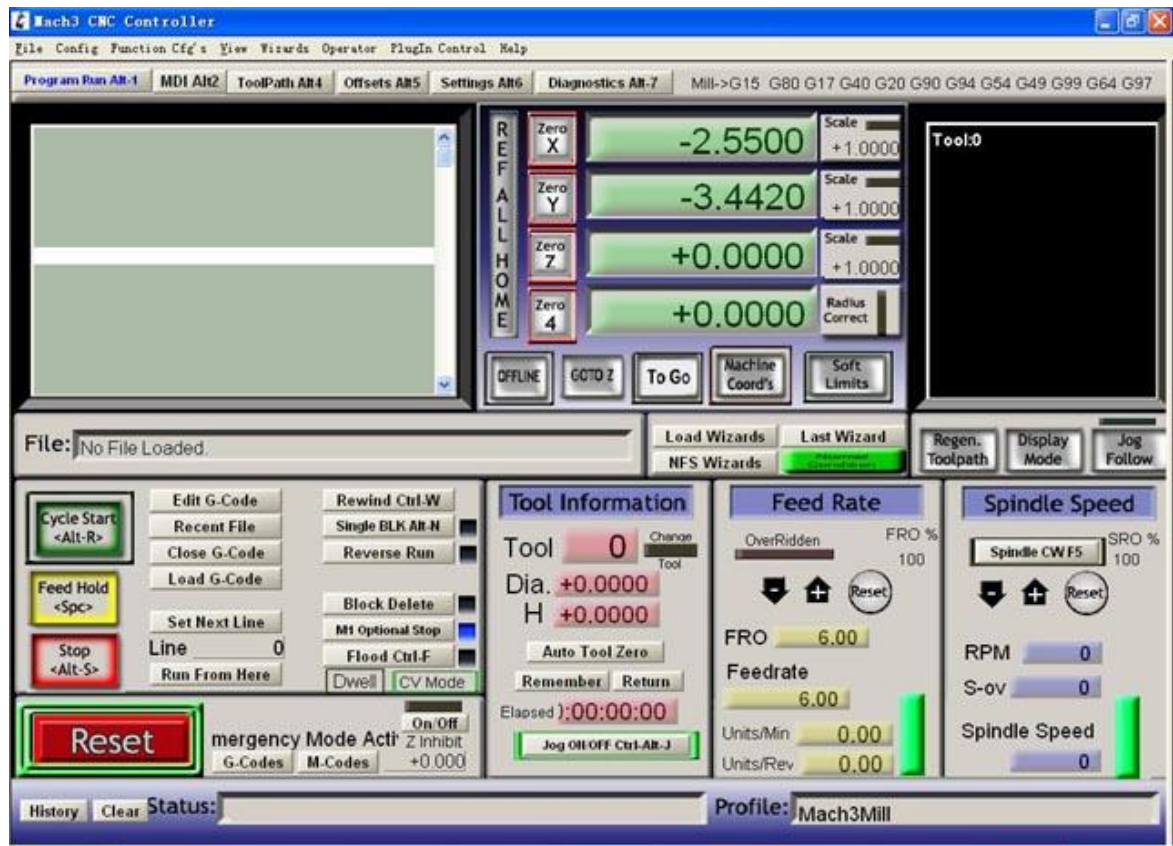 Mach3 CNC Controller
File Config Function Cfg's View Wizards Operator PlugIn Control Help
Program Run Alt-1 MDI Alt2 ToolPath Alt4 Offsets Alt5 Settings Alt6 Diagnostics Alt-7 Mill->G15 G80 G17 G40 G20 G90 G94 G54 G49 G99 G64 G97
REF ALL HOME
Zero X -2.5500 Scale +1.0000
Zero Y -3.4420 Scale +1.0000
Zero Z +0.0000 Scale +1.0000
Zero 4 +0.0000 Radius Correct
OFFLINE GOTO Z To Go Machine Coord's Soft Limits
Tool:0
File: No File Loaded.
Load Wizards Last Wizard
NFS Wizards Normal Condition
Regen. Toolpath Display Mode Jog Follow
Cycle Start <Alt-R>
Feed Hold <Spc>
Stop <Alt-S>
Edit G-Code
Recent File
Close G-Code
Load G-Code
Set Next Line
Line 0
Run From Here
Rewind Ctrl-W
Single BLK Alt-N
Reverse Run
Block Delete
M1 Optional Stop
Flood Ctrl-F
Dwell CV Mode
Reset
mergency Mode Acti
G-Codes M-Codes
On/Off
Z Inhibit
+0.000
Tool Information
Tool 0 Change Tool
Dia. +0.0000
H +0.0000
Auto Tool Zero
Remember Return
Elapsed ):00:00:00
Jog ON/OFF Ctrl-Alt-J
Feed Rate
OverRidden FRO %
100
Reset
FRO 6.00
Feedrate
6.00
Units/Min 0.00
Units/Rev 0.00
Spindle Speed
Spindle CW F5 SRO %
100
Reset
RPM 0
S-ov 0
Spindle Speed
0
History Clear Status:
Profile: Mach3Mill